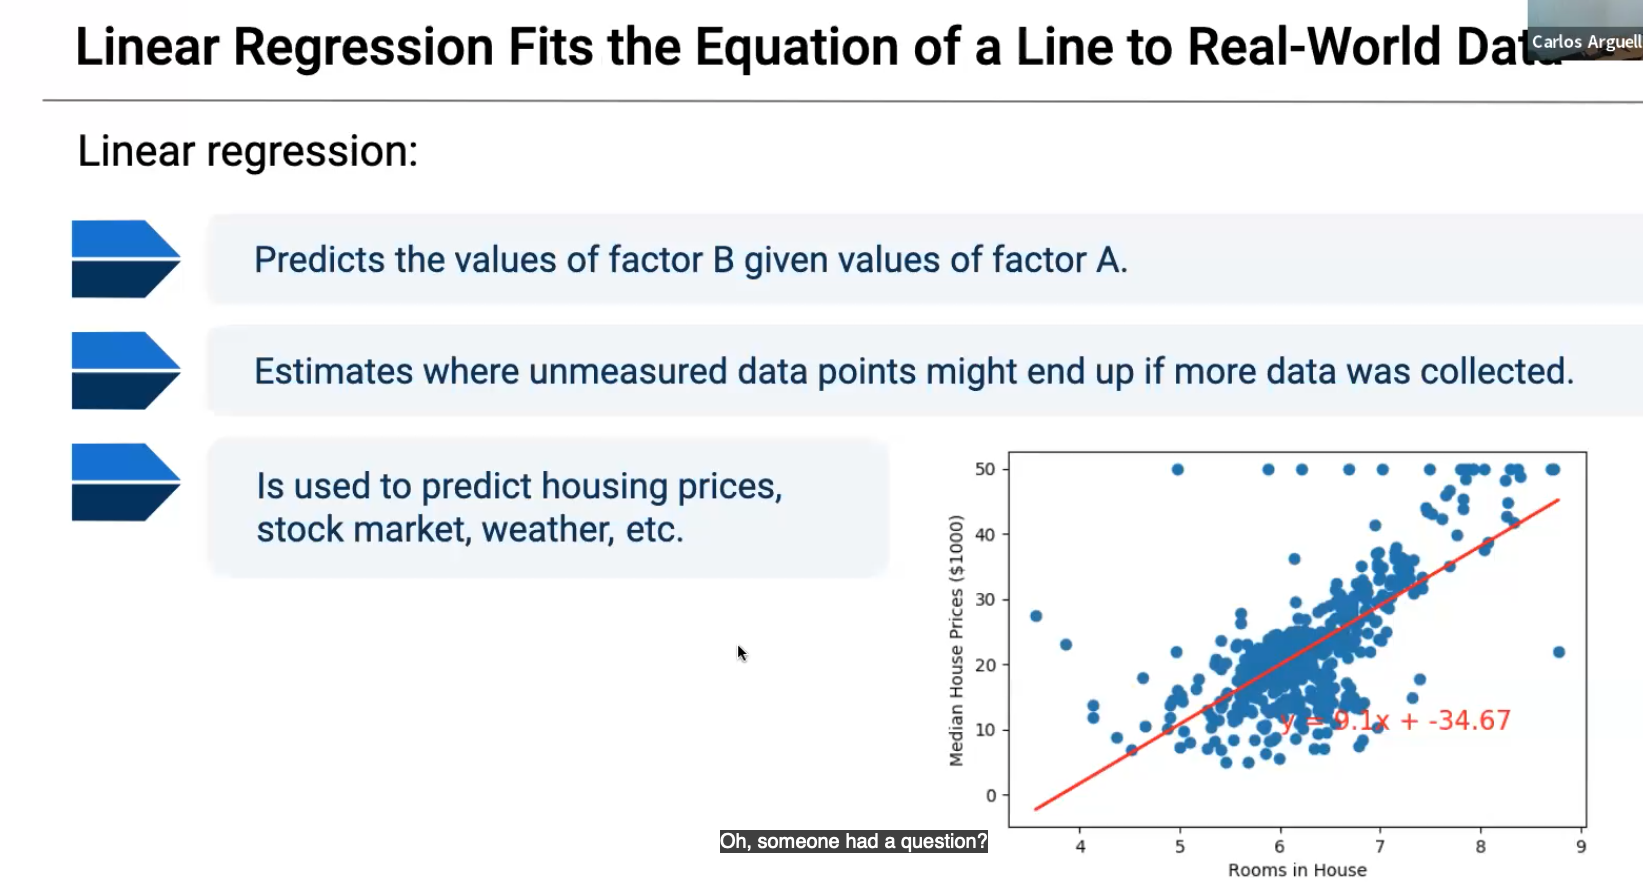 Linear Regression Fits the Equation of a Line to Real-World Data
Carlos Arguell
Linear regression:
Predicts the values of factor B given values of factor A.
Estimates where unmeasured data points might end up if more data was collected.
Is used to predict housing prices,
stock market, weather, etc.
Median House Prices ($1000)
50
40
30
20
10
0
y = 9.1x + -34.67
4 5 6 7 8 9
Rooms in House
Oh, someone had a question?